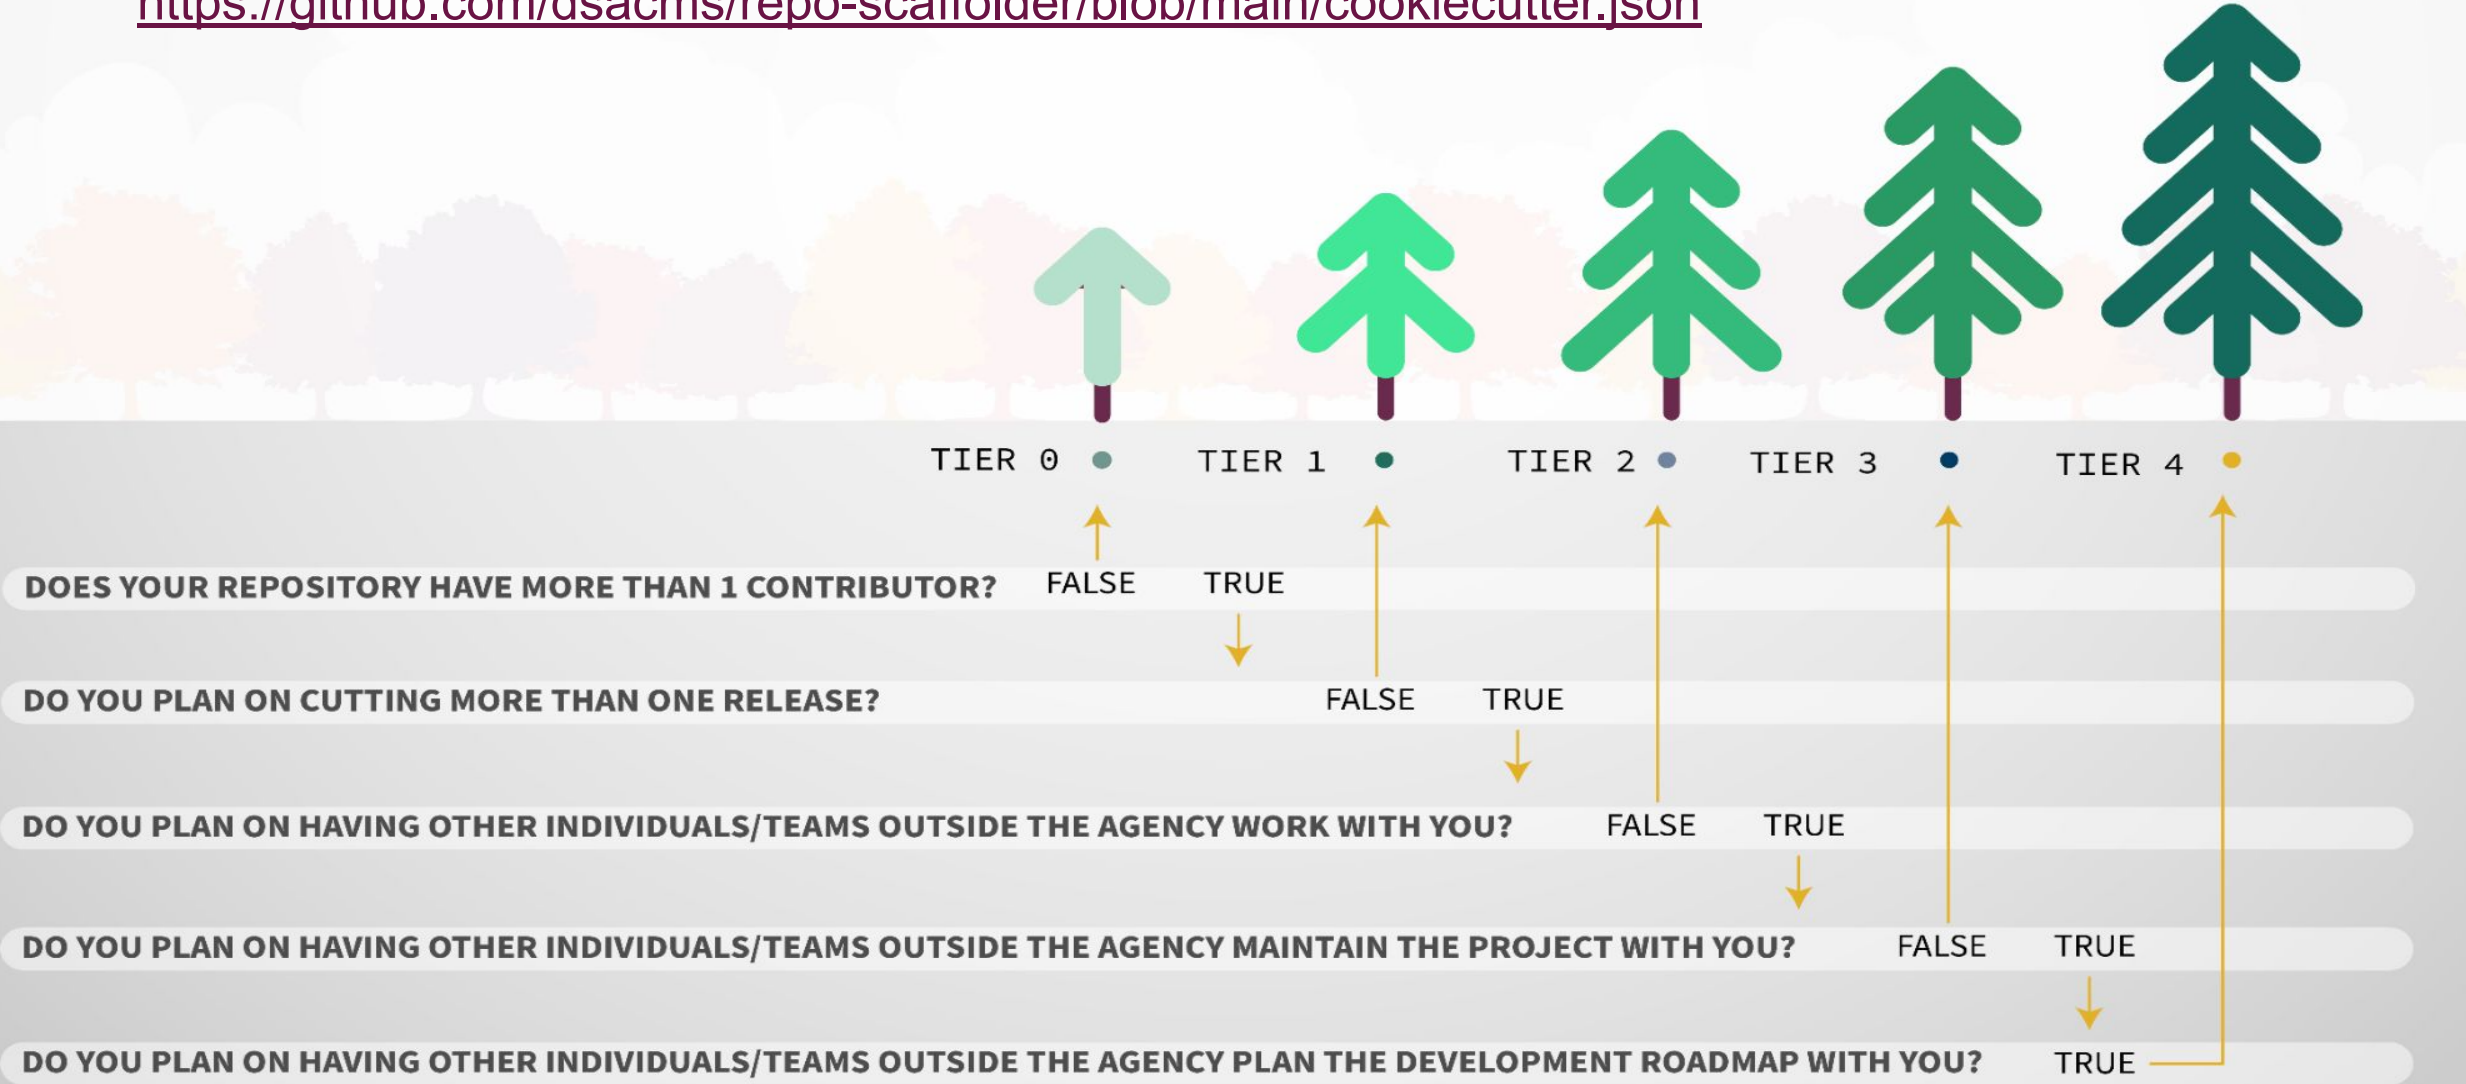 https://github.com/dsacms/repo-scaffolder/blob/main/cookiecutter.json
TIER 0 TIER 1 TIER 2 TIER 3 TIER 4
DOES YOUR REPOSITORY HAVE MORE THAN 1 CONTRIBUTOR? FALSE TRUE
DO YOU PLAN ON CUTTING MORE THAN ONE RELEASE? FALSE TRUE
DO YOU PLAN ON HAVING OTHER INDIVIDUALS/TEAMS OUTSIDE THE AGENCY WORK WITH YOU? FALSE TRUE
DO YOU PLAN ON HAVING OTHER INDIVIDUALS/TEAMS OUTSIDE THE AGENCY MAINTAIN THE PROJECT WITH YOU? FALSE TRUE
DO YOU PLAN ON HAVING OTHER INDIVIDUALS/TEAMS OUTSIDE THE AGENCY PLAN THE DEVELOPMENT ROADMAP WITH YOU? TRUE